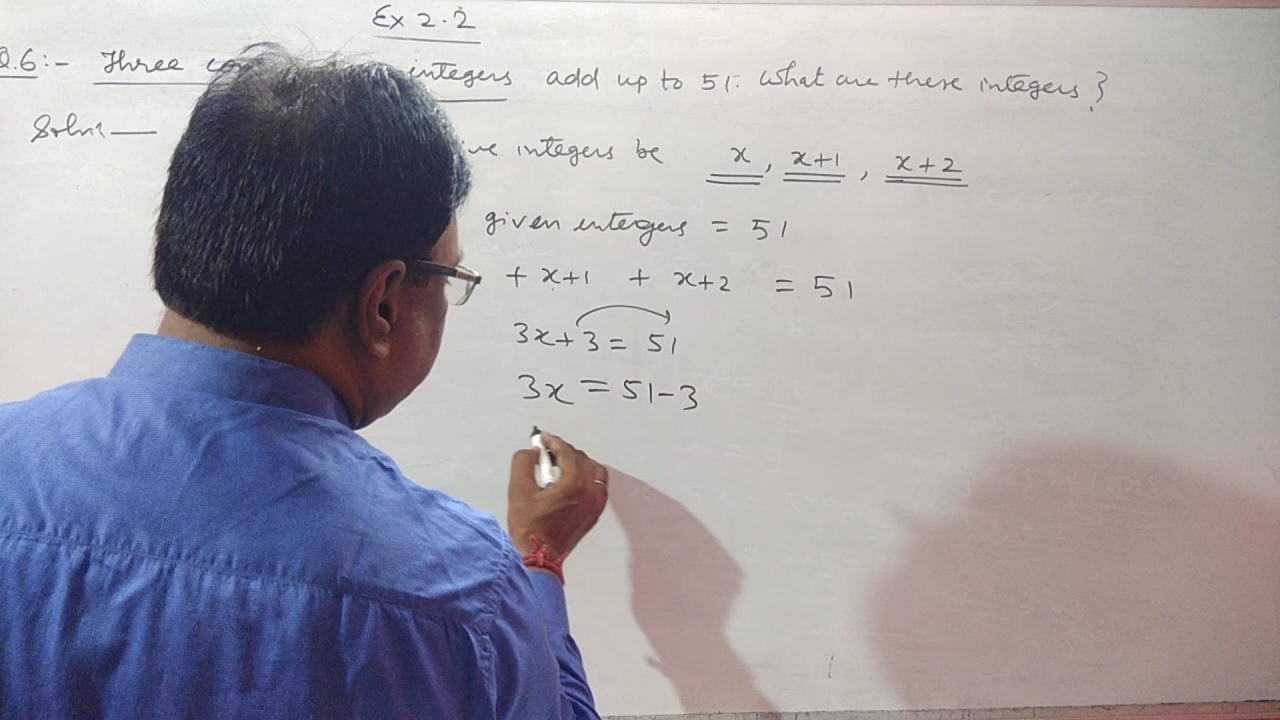 Ex 2.2
Q.6:- Three integers add up to 51. What are these integers?
Soln:—
integers be x, x+1, x+2
given integers = 51
+ x+1 + x+2 = 51
3x+3 = 51
3x = 51-3